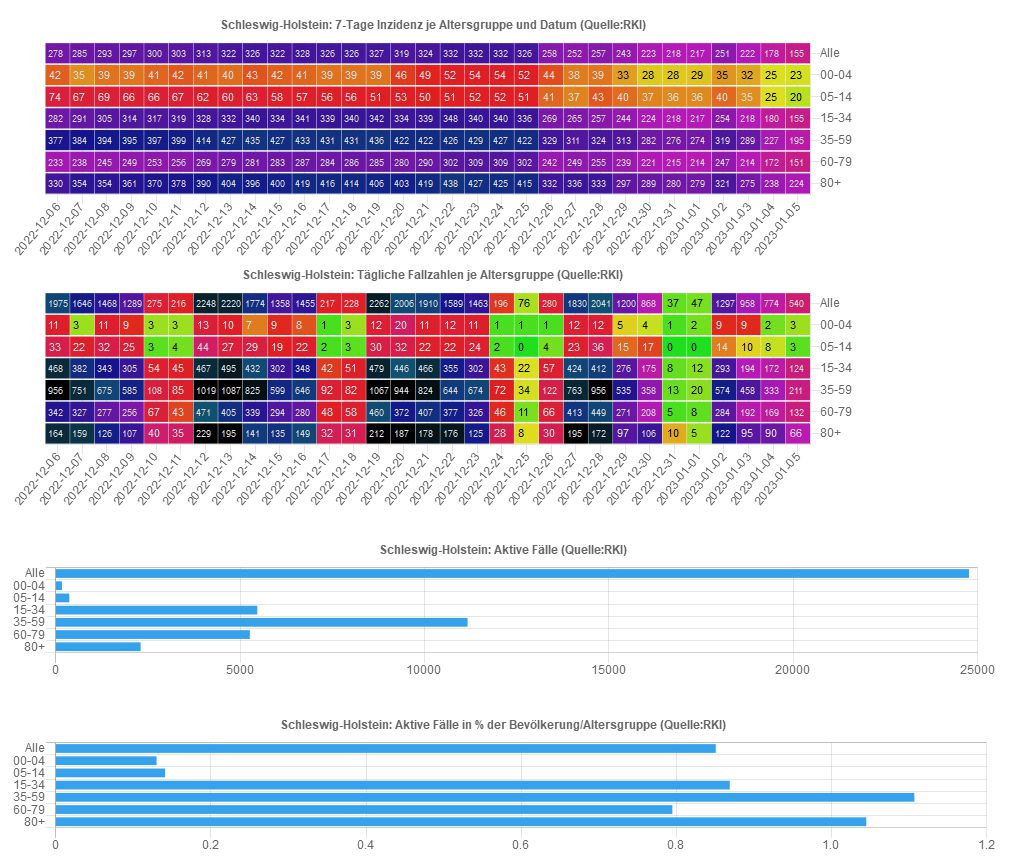 Schleswig-Holstein: 7-Tage Inzidenz je Altersgruppe und Datum (Quelle:RKI)
278 285 293 297 300 303 313 322 326 322 328 326 326 327 319 324 332 332 332 326 258 252 257 243 223 218 217 251 222 178 155 Alle
42 35 39 39 41 42 41 40 43 42 41 39 39 39 46 49 52 54 54 52 44 38 39 33 28 28 29 35 32 25 23 00-04
74 67 69 66 66 67 62 60 63 58 57 56 56 51 53 50 51 52 52 51 41 37 43 40 37 36 36 40 35 25 20 05-14
282 291 305 314 317 319 328 332 340 334 341 339 340 342 334 339 348 340 340 336 269 265 257 244 224 218 217 254 218 180 155 15-34
377 384 394 395 397 399 414 427 435 427 433 431 431 436 422 422 426 429 427 422 329 311 324 313 282 276 274 319 289 227 195 35-59
233 238 245 249 253 256 269 279 281 283 287 284 286 285 280 290 302 309 309 302 242 249 255 239 221 215 214 247 214 172 151 60-79
330 354 354 361 370 378 390 404 396 400 419 416 414 406 403 419 438 427 425 415 332 336 333 297 289 280 279 321 275 238 224 80+
2022-12-06 2022-12-07 2022-12-08 2022-12-09 2022-12-10 2022-12-11 2022-12-12 2022-12-13 2022-12-14 2022-12-15 2022-12-16 2022-12-17 2022-12-18 2022-12-19 2022-12-20 2022-12-21 2022-12-22 2022-12-23 2022-12-24 2022-12-25 2022-12-26 2022-12-27 2022-12-28 2022-12-29 2022-12-30 2022-12-31 2023-01-01 2023-01-02 2023-01-03 2023-01-04 2023-01-05
Schleswig-Holstein: Tägliche Fallzahlen je Altersgruppe (Quelle:RKI)
1975 1646 1468 1289 275 216 2248 2220 1774 1358 1455 217 228 2262 2006 1910 1589 1463 196 76 280 1830 2041 1200 868 37 47 1297 958 774 540 Alle
11 3 11 9 3 3 13 10 7 9 8 1 3 12 20 11 12 11 1 1 1 12 12 5 4 1 2 9 9 2 3 00-04
33 22 32 25 3 4 44 27 29 19 22 2 3 30 32 22 22 24 2 0 4 23 36 15 17 0 0 14 10 8 3 05-14
468 382 343 305 54 45 467 495 432 302 348 42 51 479 446 466 355 302 43 22 57 424 412 276 175 8 12 293 194 172 124 15-34
956 751 675 585 108 85 1019 1087 825 599 646 92 82 1067 944 824 644 674 72 34 122 763 956 535 358 13 20 574 458 333 211 35-59
342 327 277 256 67 43 471 405 339 294 280 48 58 460 372 407 377 326 46 11 66 413 449 271 208 5 8 284 192 169 132 60-79
164 159 126 107 40 35 229 195 141 135 149 32 31 212 187 178 176 125 28 8 30 195 172 97 106 10 5 122 95 90 66 80+
2022-12-06 2022-12-07 2022-12-08 2022-12-09 2022-12-10 2022-12-11 2022-12-12 2022-12-13 2022-12-14 2022-12-15 2022-12-16 2022-12-17 2022-12-18 2022-12-19 2022-12-20 2022-12-21 2022-12-22 2022-12-23 2022-12-24 2022-12-25 2022-12-26 2022-12-27 2022-12-28 2022-12-29 2022-12-30 2022-12-31 2023-01-01 2023-01-02 2023-01-03 2023-01-04 2023-01-05
Schleswig-Holstein: Aktive Fälle (Quelle:RKI)
Alle
00-04
05-14
15-34
35-59
60-79
80+
0 5000 10000 15000 20000 25000
Schleswig-Holstein: Aktive Fälle in % der Bevölkerung/Altersgruppe (Quelle:RKI)
Alle
00-04
05-14
15-34
35-59
60-79
80+
0 0.2 0.4 0.6 0.8 1.0 1.2